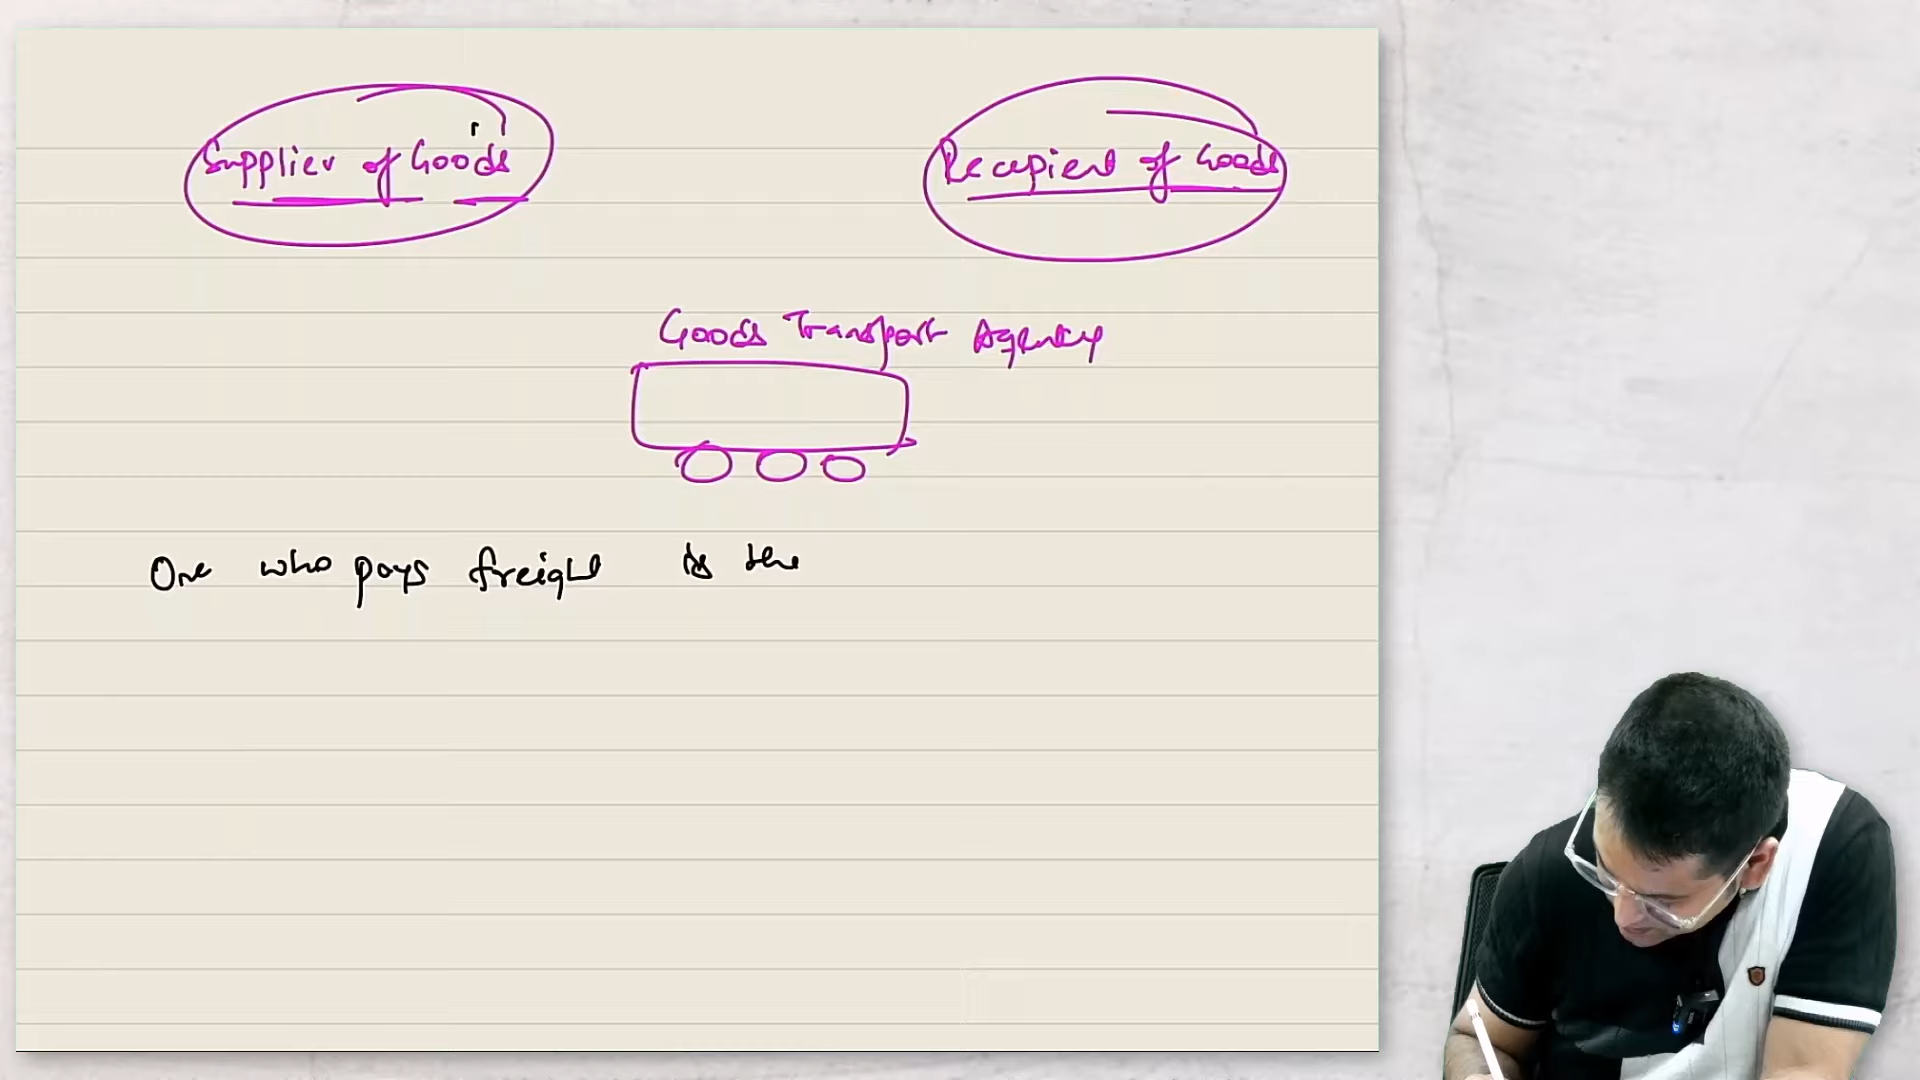 Supplier of Goods
Recepient of Goods
Goods Transport Agency
One who pays freight is the